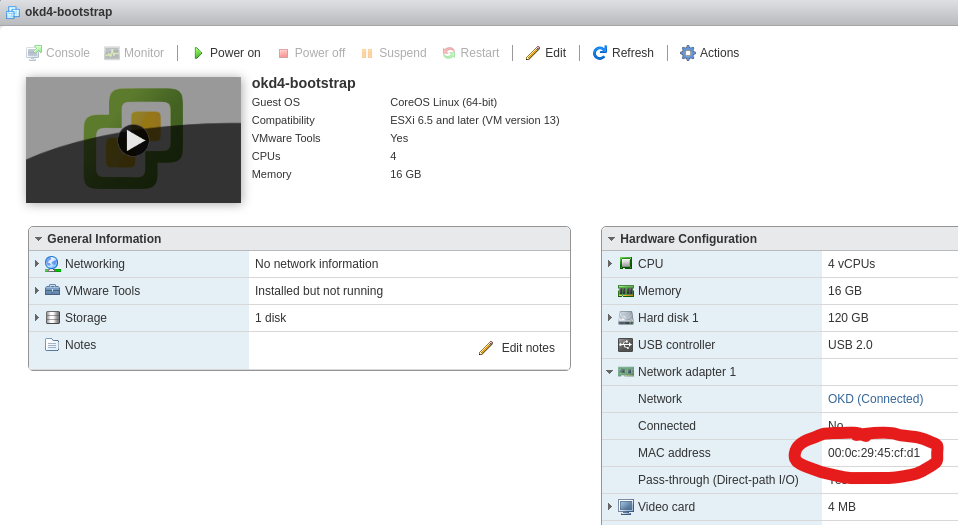 okd4-bootstrap
Console Monitor Power on Power off Suspend Restart Edit Refresh Actions
okd4-bootstrap
Guest OS CoreOS Linux (64-bit)
Compatibility ESXi 6.5 and later (VM version 13)
VMware Tools Yes
CPUs 4
Memory 16 GB
General Information
Networking No network information
VMware Tools Installed but not running
Storage 1 disk
Notes Edit notes
Hardware Configuration
CPU 4 vCPUs
Memory 16 GB
Hard disk 1 120 GB
USB controller USB 2.0
Network adapter 1
Network OKD (Connected)
Connected No
MAC address 00:0c:29:45:cf:d1
Pass-through (Direct-path I/O)
Video card 4 MB